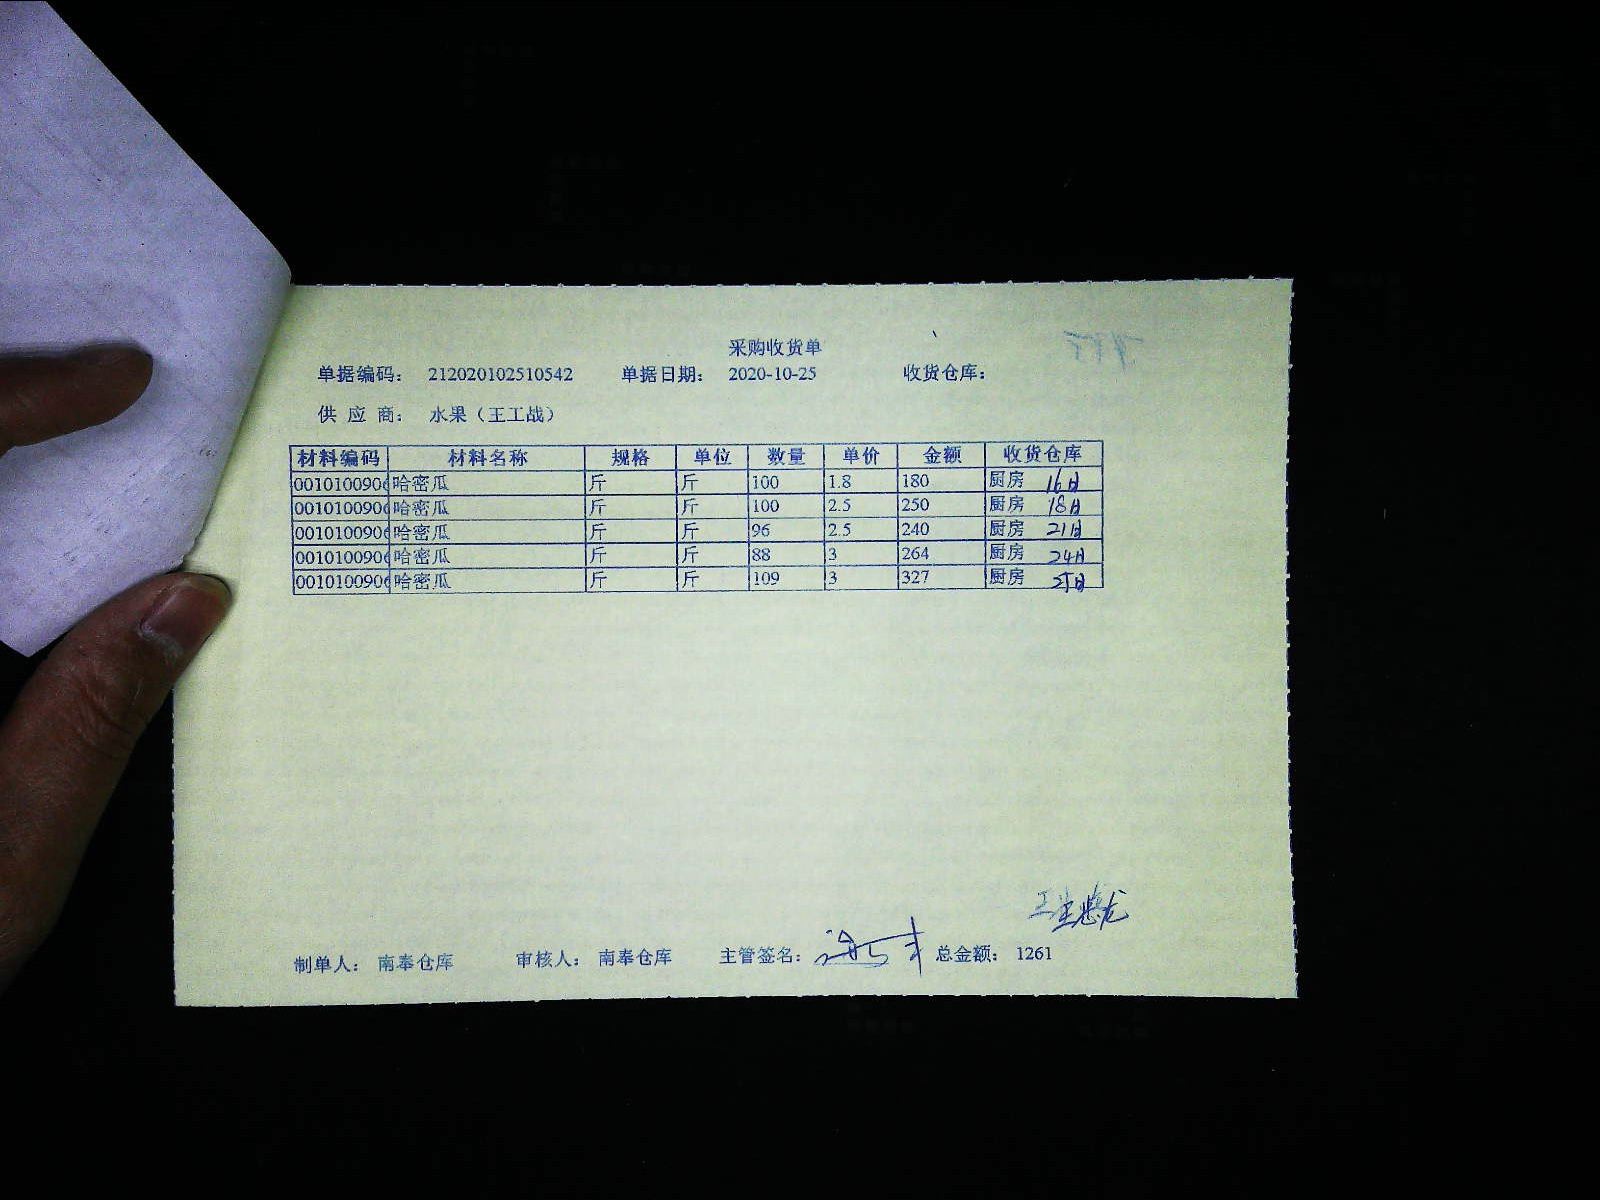 采购收货单
单据编码： 212020102510542 单据日期： 2020-10-25 收货仓库：
供 应 商： 水果（王工战）
材料编码 材料名称 规格 单位 数量 单价 金额 收货仓库
0010100906 哈密瓜 斤 斤 100 1.8 180 厨房 16日
0010100906 哈密瓜 斤 斤 100 2.5 250 厨房 18日
0010100906 哈密瓜 斤 斤 96 2.5 240 厨房 21日
0010100906 哈密瓜 斤 斤 88 3 264 厨房 24日
0010100906 哈密瓜 斤 斤 109 3 327 厨房 25日
制单人： 南奉仓库 审核人： 南奉仓库 主管签名： 总金额： 1261